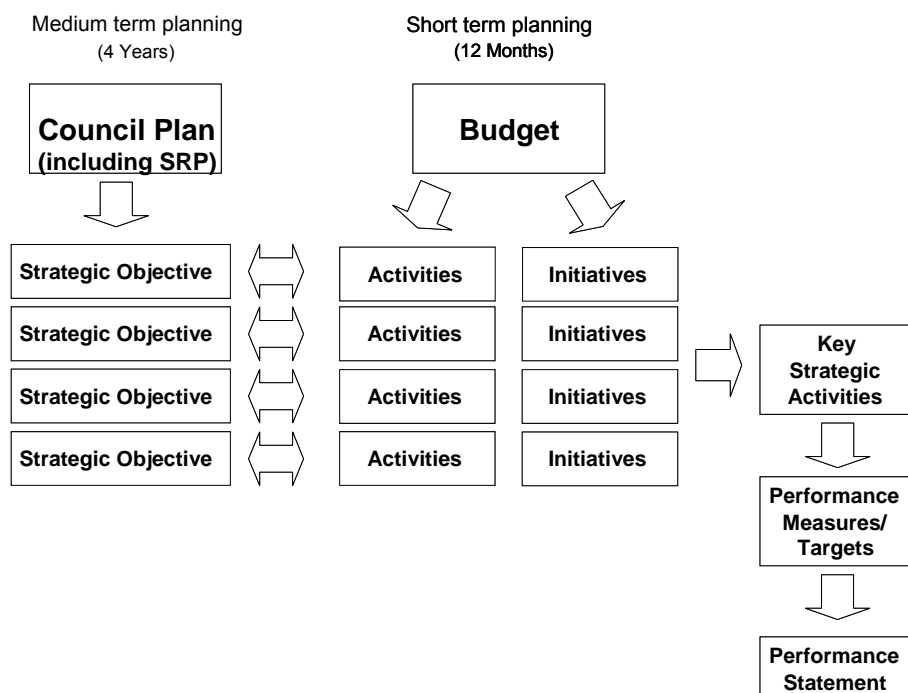 Medium term planning
(4 Years)
Short term planning
(12 Months)
Council Plan
(including SRP)
Budget
Strategic Objective
Activities
Initiatives
Strategic Objective
Activities
Initiatives
Strategic Objective
Activities
Initiatives
Strategic Objective
Activities
Initiatives
Key
Strategic
Activities
Performance
Measures/
Targets
Performance
Statement